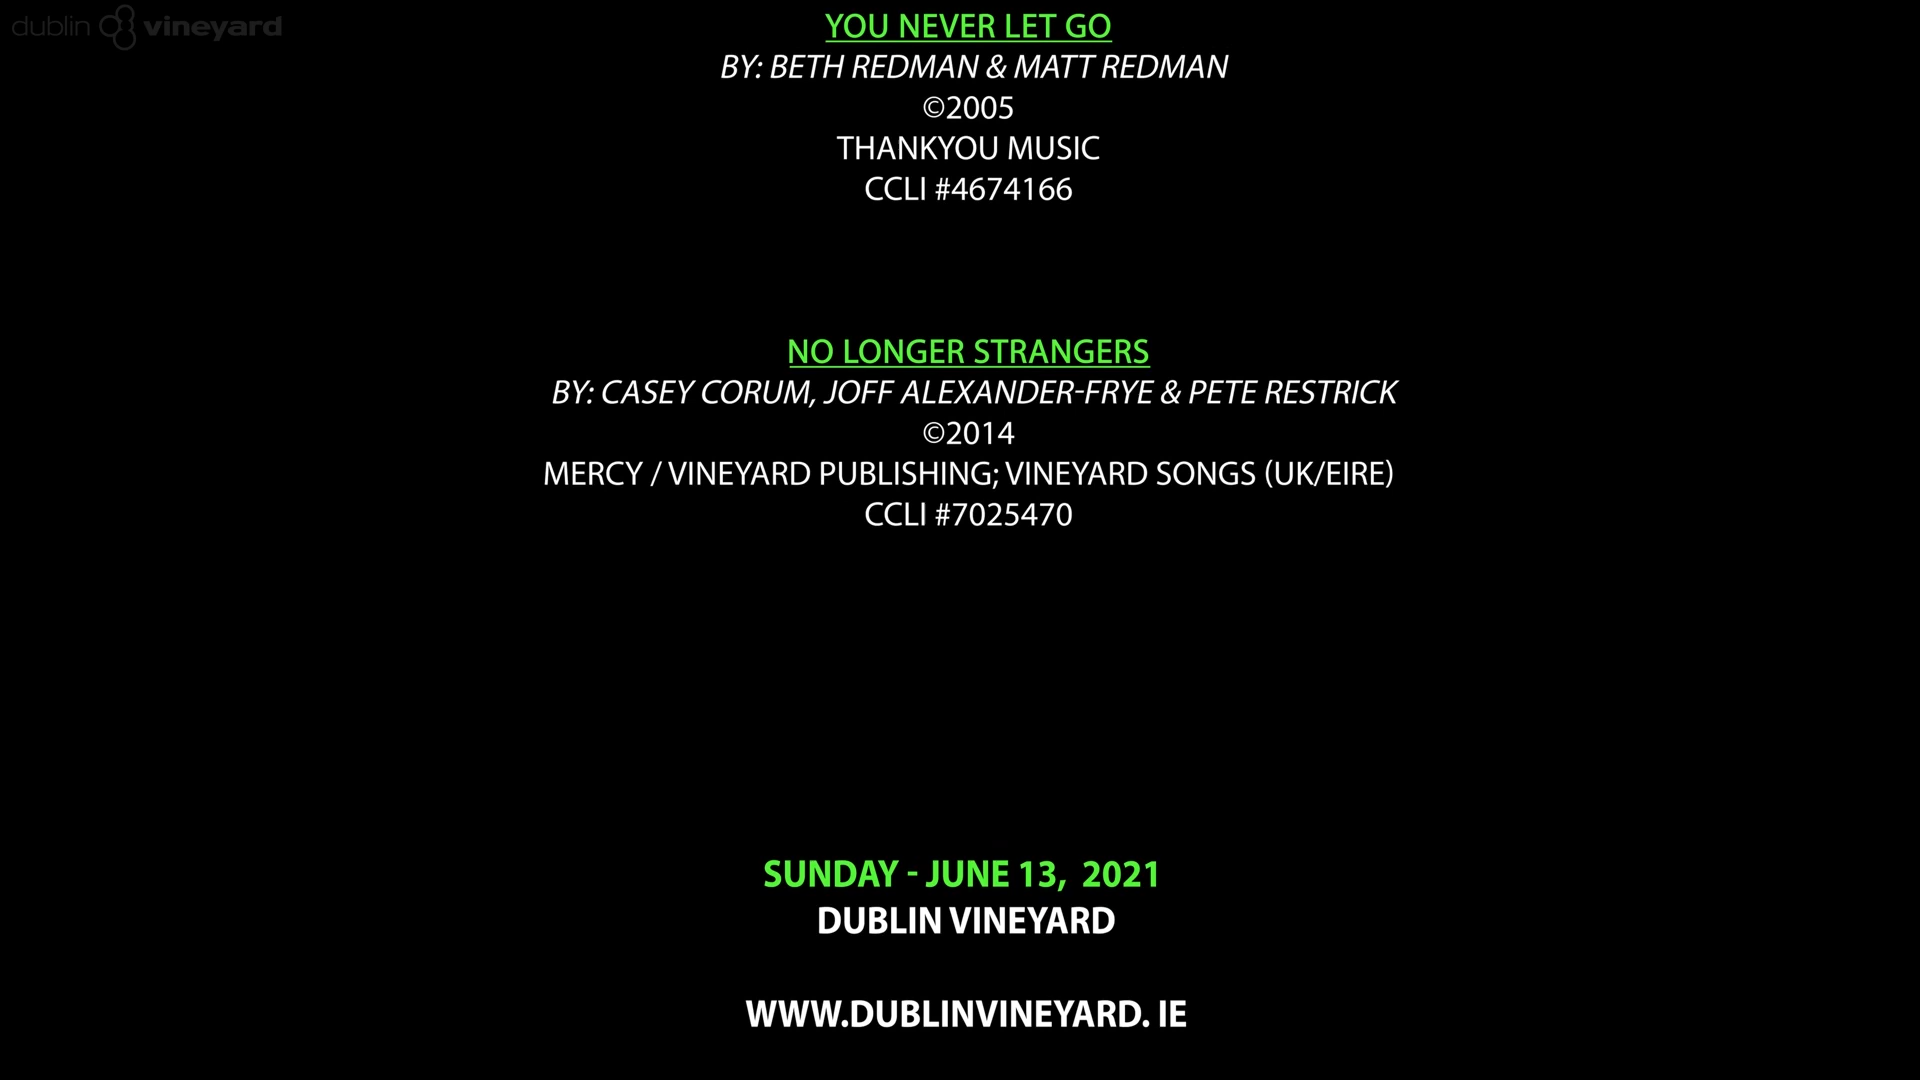 dublin vineyard
YOU NEVER LET GO
BY: BETH REDMAN & MATT REDMAN
©2005
THANKYOU MUSIC
CCLI #4674166
NO LONGER STRANGERS
BY: CASEY CORUM, JOFF ALEXANDER-FRYE & PETE RESTRICK
©2014
MERCY / VINEYARD PUBLISHING; VINEYARD SONGS (UK/EIRE)
CCLI #7025470
SUNDAY - JUNE 13, 2021
DUBLIN VINEYARD
WWW.DUBLINVINEYARD. IE